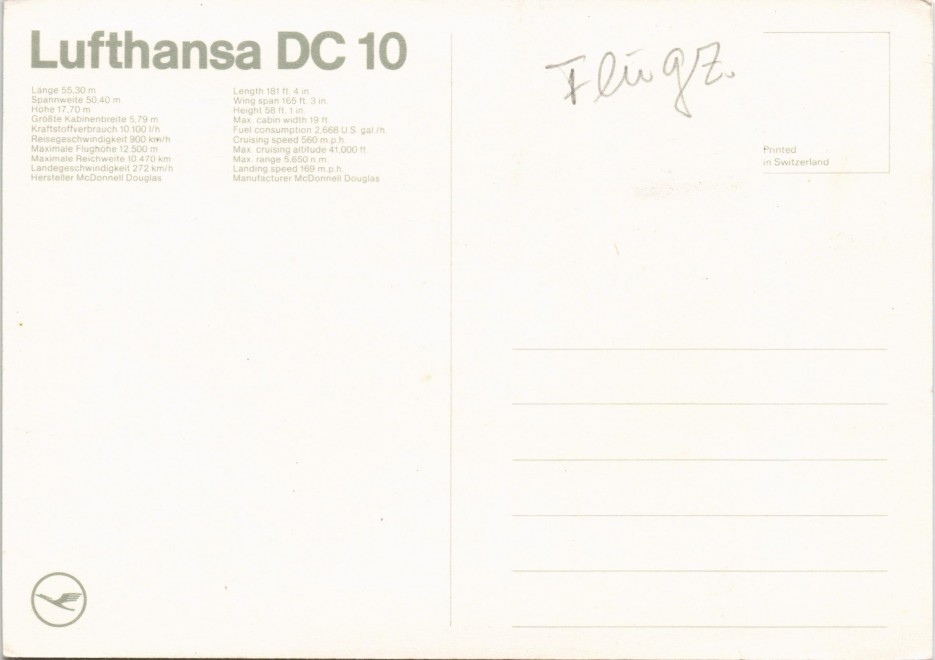 Lufthansa DC 10
Länge 55,30 m
Spannweite 50,40 m
Höhe 17,70 m
Größte Kabinenbreite 5,79 m
Kraftstoffverbrauch 10 100 l/h
Reisegeschwindigkeit 900 km/h
Maximale Flughöhe 12.500 m
Maximale Reichweite 10.470 km
Landegeschwindigkeit 272 km/h
Hersteller McDonnell Douglas
Length 181 ft. 4 in.
Wing span 165 ft. 3 in.
Height 58 ft. 1 in.
Max. cabin width 19 ft.
Fuel consumption 2,668 U.S. gal./h.
Cruising speed 560 m.p.h.
Max. cruising altitude 41,000 ft.
Max. range 5,650 n.m.
Landing speed 169 m.p.h.
Manufacturer McDonnell Douglas
Flugz.
Printed
in Switzerland